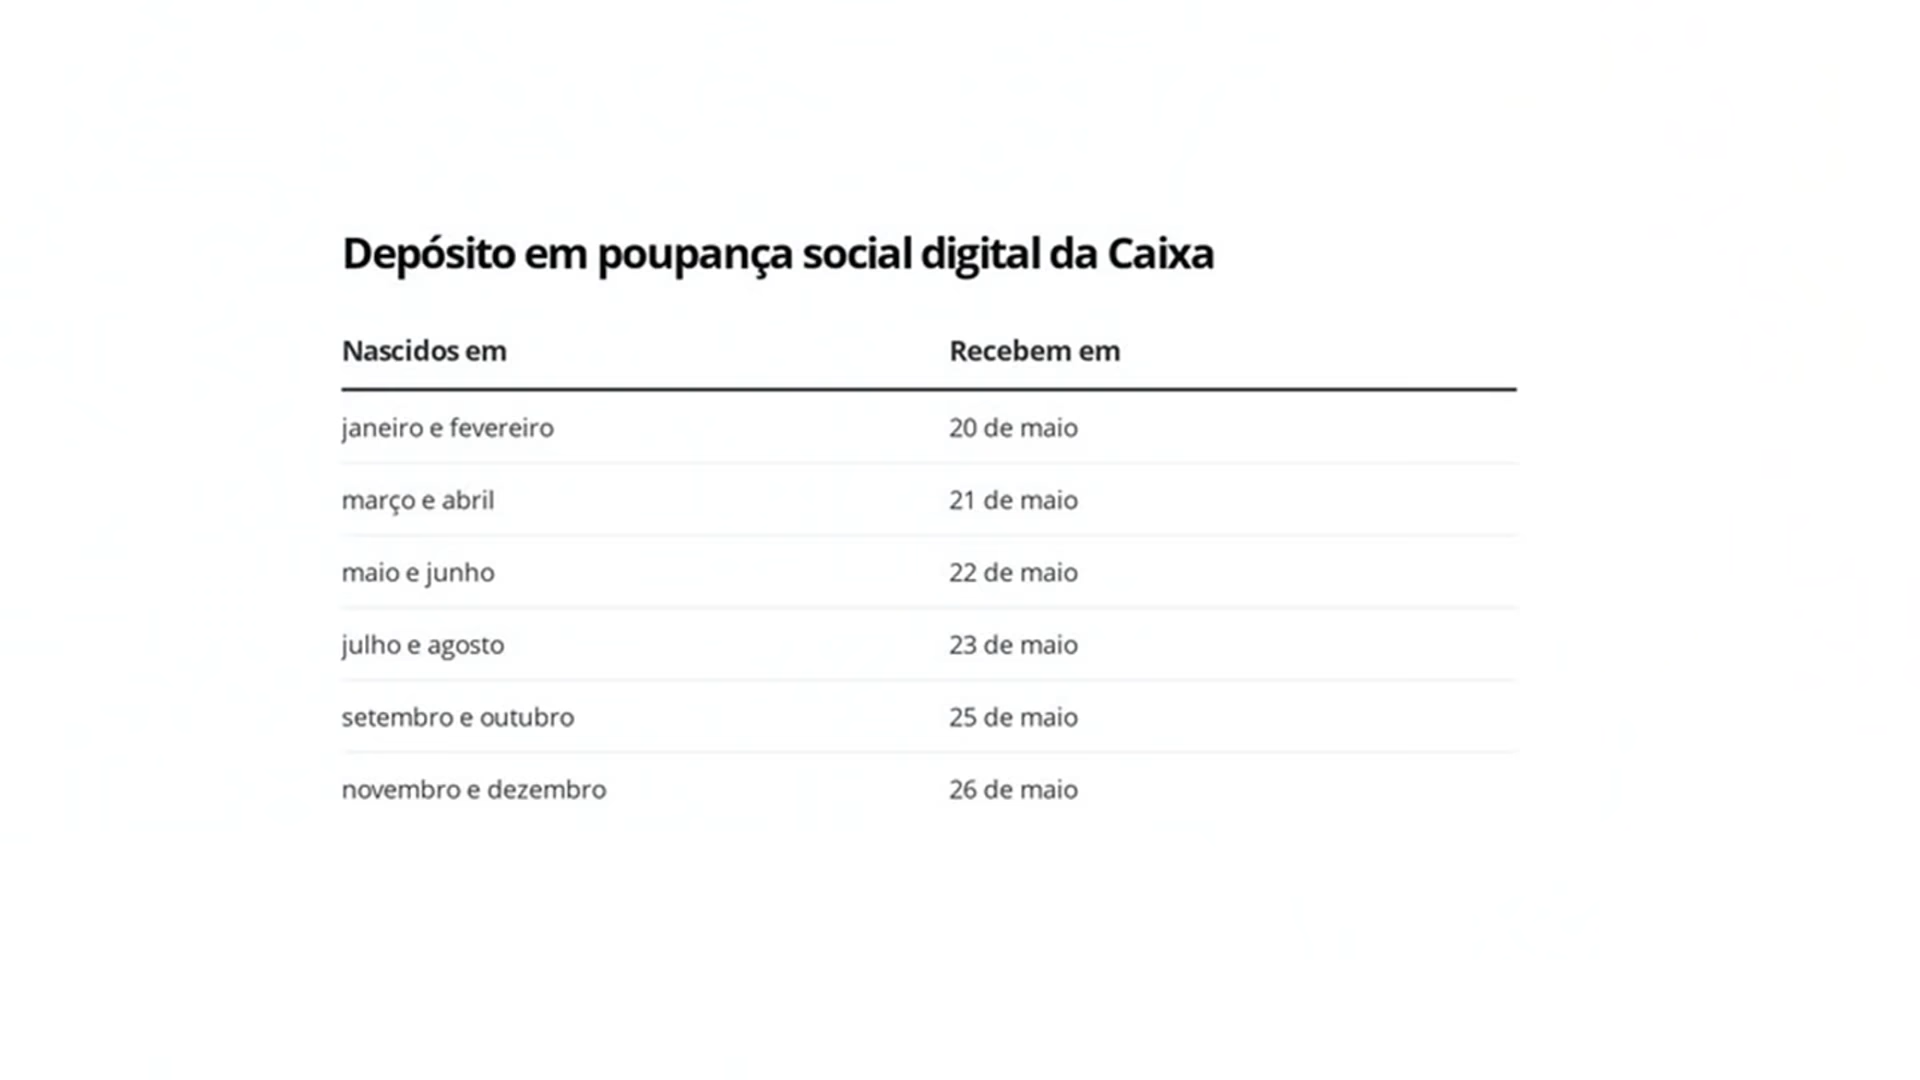 Depósito em poupança social digital da Caixa
Nascidos em Recebem em
janeiro e fevereiro 20 de maio
março e abril 21 de maio
maio e junho 22 de maio
julho e agosto 23 de maio
setembro e outubro 25 de maio
novembro e dezembro 26 de maio